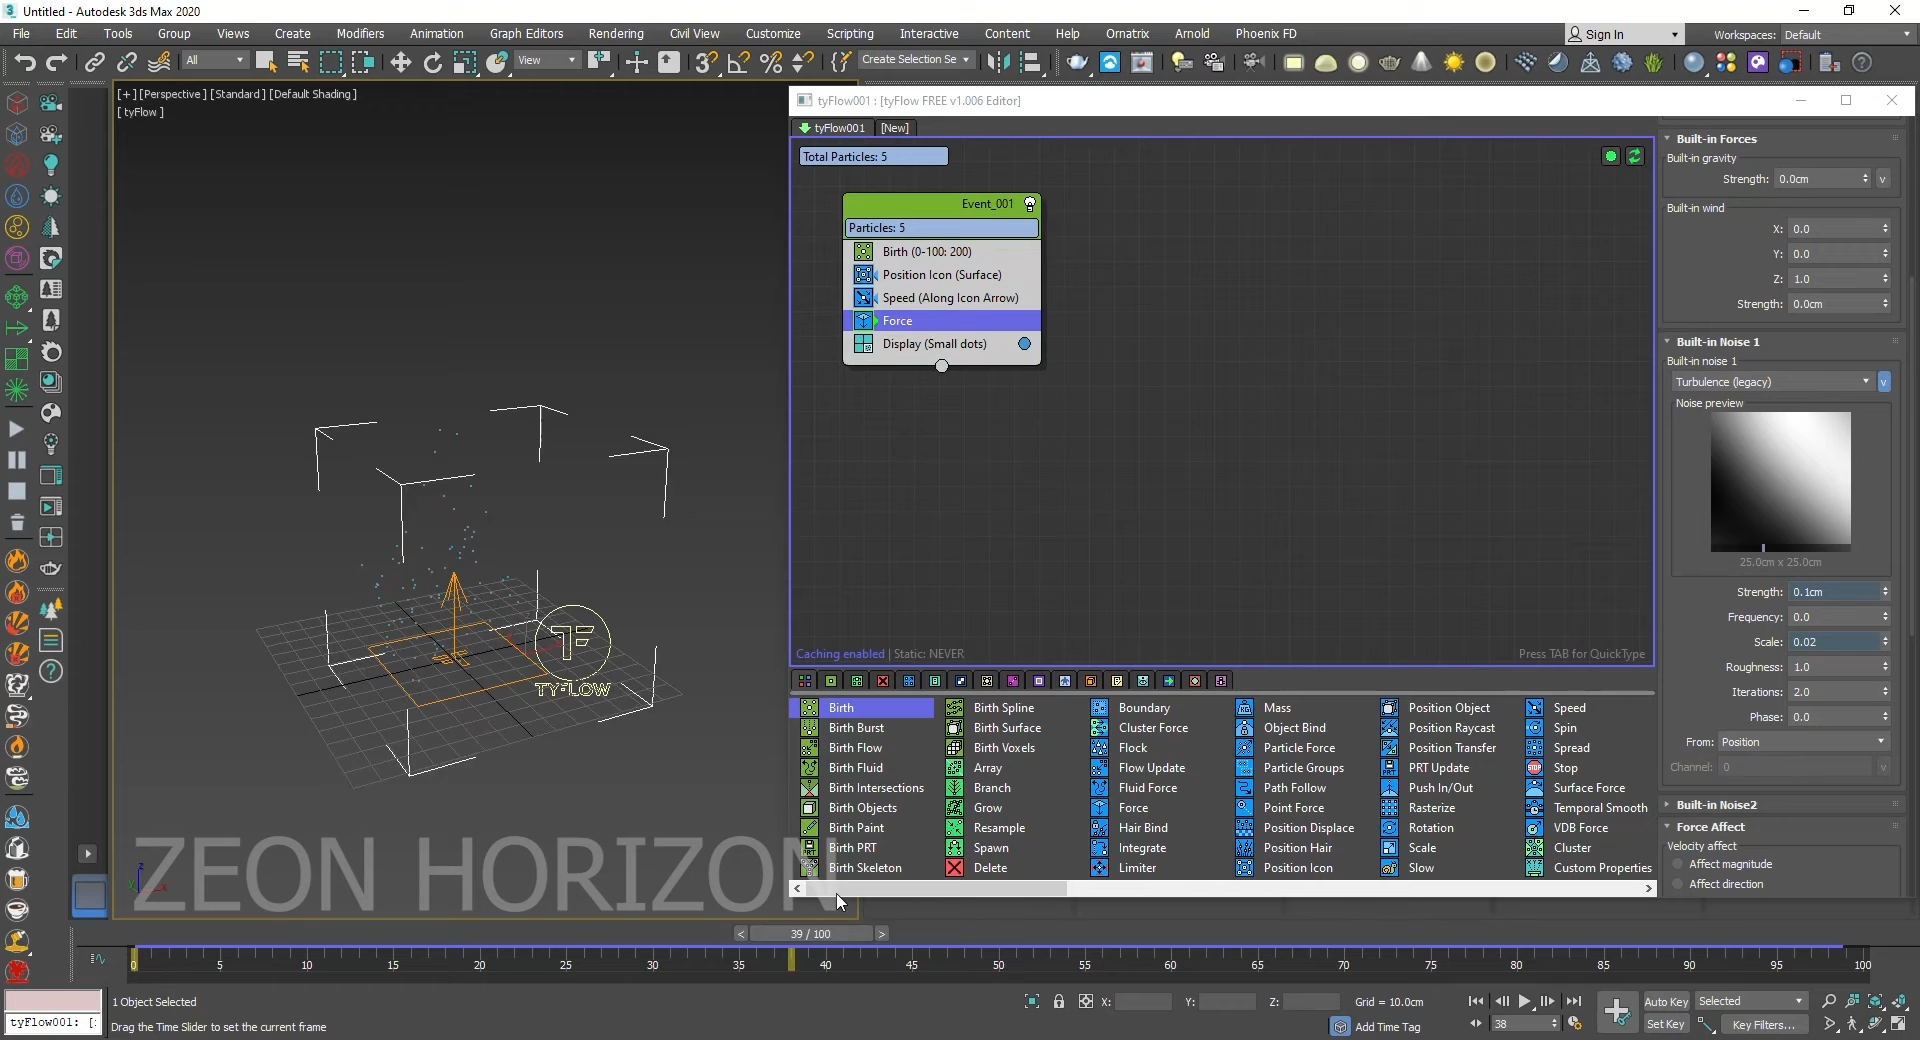 Untitled - Autodesk 3ds Max 2020
File Edit Tools Group Views Create Modifiers Animation Graph Editors Rendering Civil View Customize Scripting Interactive Content Help Ornatrix Arnold Phoenix FD Sign In Workspaces: Default
All View Create Selection Se
[+] [Perspective] [Standard] [Default Shading]
[ tyFlow ]
tyFlow001 : [tyFlow FREE v1.006 Editor]
tyFlow001 [New]
Total Particles: 5
Event_001
Particles: 5
Birth (0-100: 200)
Position Icon (Surface)
Speed (Along Icon Arrow)
Force
Display (Small dots)
Caching enabled | Static: NEVER
Press TAB for QuickType
Built-in Forces
Built-in gravity
Strength: 0.0cm v
Built-in wind
X: 0.0
Y: 0.0
Z: 1.0
Strength: 0.0cm
Built-in Noise 1
Built-in noise 1
Turbulence (legacy) v
Noise preview
25.0cm x 25.0cm
Strength: 0.1cm
Frequency: 0.0
Scale: 0.02
Roughness: 1.0
Iterations: 2.0
Phase: 0.0
From: Position
Channel: 0 v
Built-in Noise2
Force Affect
Velocity affect
Affect magnitude
Affect direction
TYFLOW
Birth Birth Spline Boundary Mass Position Object Speed
Birth Burst Birth Surface Cluster Force Object Bind Position Raycast Spin
Birth Flow Birth Voxels Flock Particle Force Position Transfer Spread
Birth Fluid Array Flow Update Particle Groups PRT Update Stop
Birth Intersections Branch Fluid Force Path Follow Push In/Out Surface Force
Birth Objects Grow Force Point Force Rasterize Temporal Smooth
Birth Paint Resample Hair Bind Position Displace Rotation VDB Force
Birth PRT Spawn Integrate Position Hair Scale Cluster
Birth Skeleton Delete Limiter Position Icon Slow Custom Properties
ZEON HORIZON
< 39 / 100 >
0 5 10 15 20 25 30 35 40 45 50 55 60 65 70 75 80 85 90 95 100
1 Object Selected
X: Y: Z: Grid = 10.0cm
Auto Key Selected
tyFlow001: [
Drag the Time Slider to set the current frame
Add Time Tag
38
Set Key Key Filters...